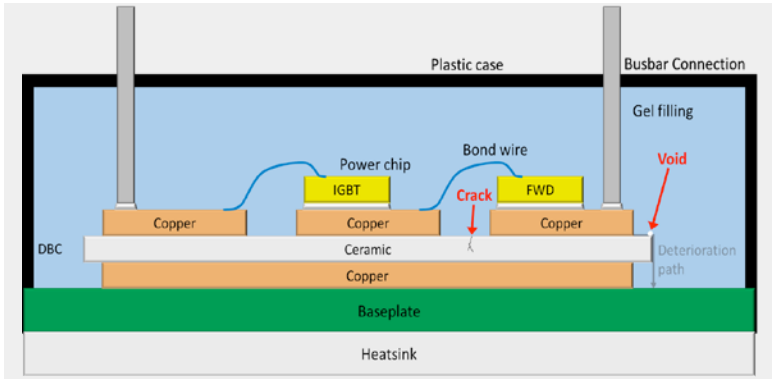 Plastic case
Busbar Connection
Gel filling
Bond wire
Power chip
Void
IGBT
Crack
FWD
Copper
Copper
Copper
DBC
Ceramic
Deterioration
path
Copper
Baseplate
Heatsink